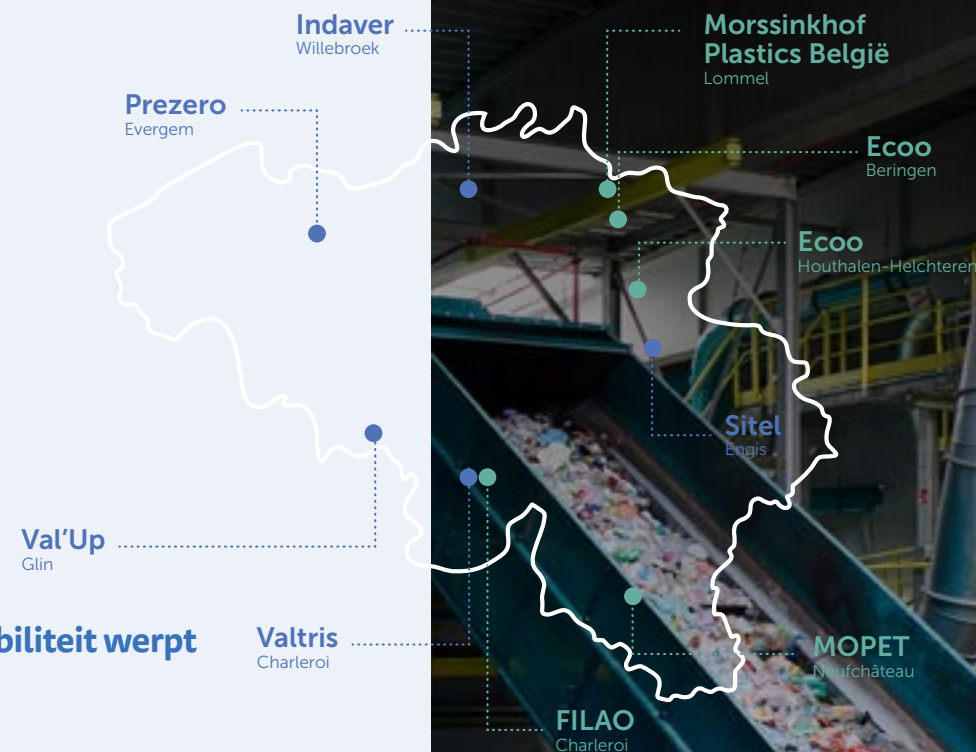 Indaver
Willebroek
Morssinkhof
Plastics België
Lommel
Prezero
Evergem
Ecoo
Beringen
Ecoo
Houthalen-Helchteren
Sitel
Engis
Val'Up
Glin
biliteit werpt
Valtris
Charleroi
MOPET
Neufchâteau
FILAO
Charleroi